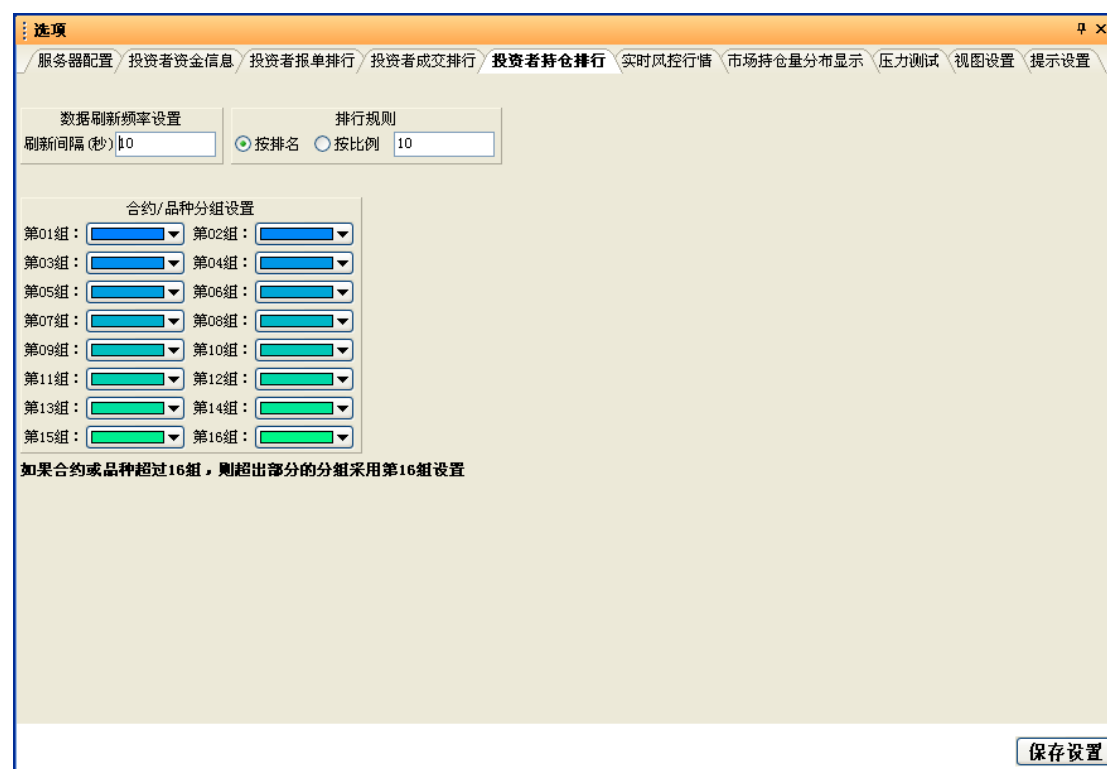 选项
服务器配置 投资者资金信息 投资者报单排行 投资者成交排行 投资者持仓排行 实时风控行情 市场持仓量分布显示 压力测试 视图设置 提示设置
数据刷新频率设置 排行规则
刷新间隔(秒) 10 按排名 按比例 10
合约/品种分组设置
第01组： 第02组：
第03组： 第04组：
第05组： 第06组：
第07组： 第08组：
第09组： 第10组：
第11组： 第12组：
第13组： 第14组：
第15组： 第16组：
如果合约或品种超过16组，则超出部分的分组采用第16组设置
保存设置